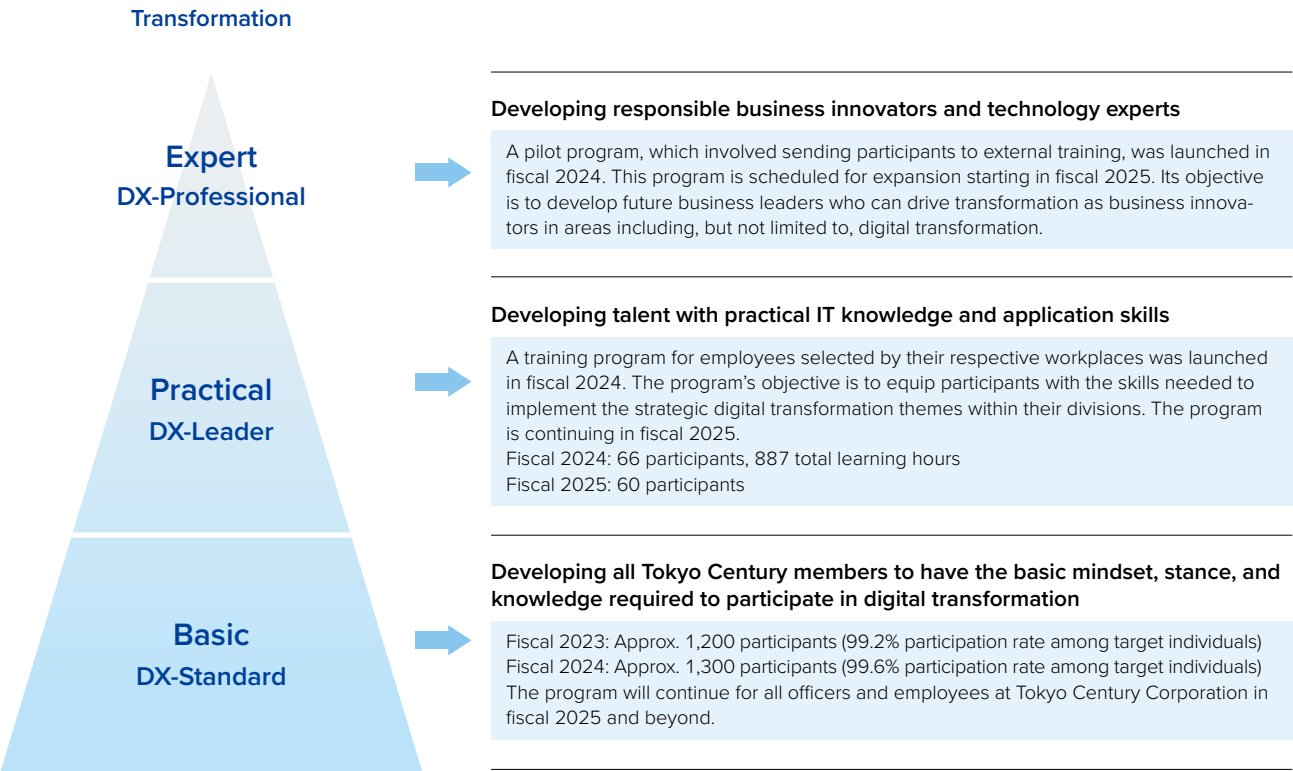 Transformation
Expert
DX-Professional
Developing responsible business innovators and technology experts
A pilot program, which involved sending participants to external training, was launched in
fiscal 2024. This program is scheduled for expansion starting in fiscal 2025. Its objective
is to develop future business leaders who can drive transformation as business innova-
tors in areas including, but not limited to, digital transformation.
Practical
DX-Leader
Developing talent with practical IT knowledge and application skills
A training program for employees selected by their respective workplaces was launched
in fiscal 2024. The program’s objective is to equip participants with the skills needed to
implement the strategic digital transformation themes within their divisions. The program
is continuing in fiscal 2025.
Fiscal 2024: 66 participants, 887 total learning hours
Fiscal 2025: 60 participants
Basic
DX-Standard
Developing all Tokyo Century members to have the basic mindset, stance, and
knowledge required to participate in digital transformation
Fiscal 2023: Approx. 1,200 participants (99.2% participation rate among target individuals)
Fiscal 2024: Approx. 1,300 participants (99.6% participation rate among target individuals)
The program will continue for all officers and employees at Tokyo Century Corporation in
fiscal 2025 and beyond.